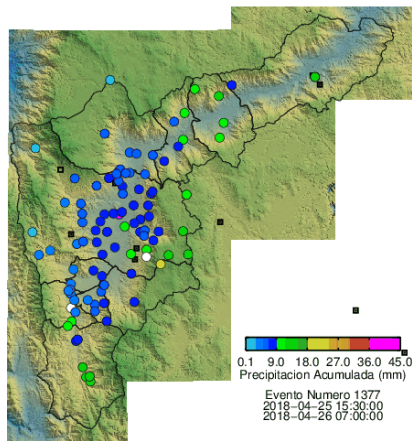 0.1 9.0 18.0 27.0 36.0 45.0
Precipitacion Acumulada (mm)
Evento Numero 1377
2018−04−25 15:30:00
2018−04−26 07:00:00